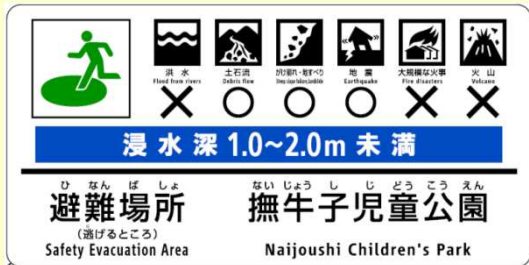 洪水 土石流 がけ崩れ・地すべり 地震 大規模な火事 火山
Flood from rivers Debris flow Steep slope failure,landslide Earthquake Fire disasters Volcano
× ○ ○ ○ × ×
浸水深1.0~2.0m未満
ひ なん ば しょ
避難場所
(逃げるところ)
Safety Evacuation Area
ない じょう し じ どう こう えん
撫牛子児童公園
Naijoushi Children's Park